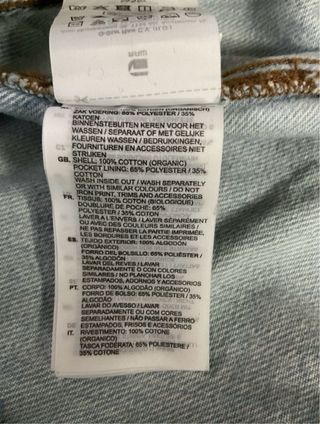 RAW
ZAK VOERING: 65% POLYESTER / 35%
KATOEN
BINNENSTEBUITEN KEREN VOOR HET
WASSEN / SEPARAAT OF MET GELIJKE
KLEUREN WASSEN / BEDRUKKINGEN,
FOURNITUREN EN ACCESSOIRES NIET
STRIJKEN
GB. SHELL: 100% COTTON (ORGANIC)
POCKET LINING: 65% POLYESTER / 35%
COTTON
WASH INSIDE OUT / WASH SEPARATELY
OR WITH SIMILAR COLOURS / DO NOT
IRON PRINT, TRIMS AND ACCESSORIES
FR. TISSUS: 100% COTON (BIOLOGIQUE)
DOUBLURE DE POCHE: 65%
POLYESTER / 35% COTON
LAVER A L'ENVERS / LAVER SÉPARÉMENT
OU AVEC DES COULEURS SIMILAIRES /
NE PAS REPASSER LA PARTIE IMPRIMÉE,
LES BORDURES ET LES ACCESSOIRES
ES. TEJIDO EXTERIOR: 100% ALGODÓN
(ORGÁNICO)
FORRO DEL BOLSILLO: 65% POLIÉSTER /
35% ALGODÓN
LAVAR DEL REVÉS / LAVAR
SEPARADAMENTE O CON COLORES
SIMILARES / NO PLANCHAR LOS
ESTAMPADOS, ADORNOS Y ACCESORIOS
PT. CORPO: 100% ALGODÃO (ORGÂNICO)
FORRO DE BOLSO: 65% POLIÉSTER / 35%
ALGODÃO
LAVAR DO AVESSO / LAVAR
SEPARADAMENTE OU COM CORES
SEMELHANTES / NÃO PASSAR A FERRO
ESTAMPADOS, FRISOS E ACESSÓRIOS
IT. RIVESTIMENTO: 100% COTONE
(ORGANICO)
TASCA FODERATA: 65% POLIESTERE /
35% COTONE